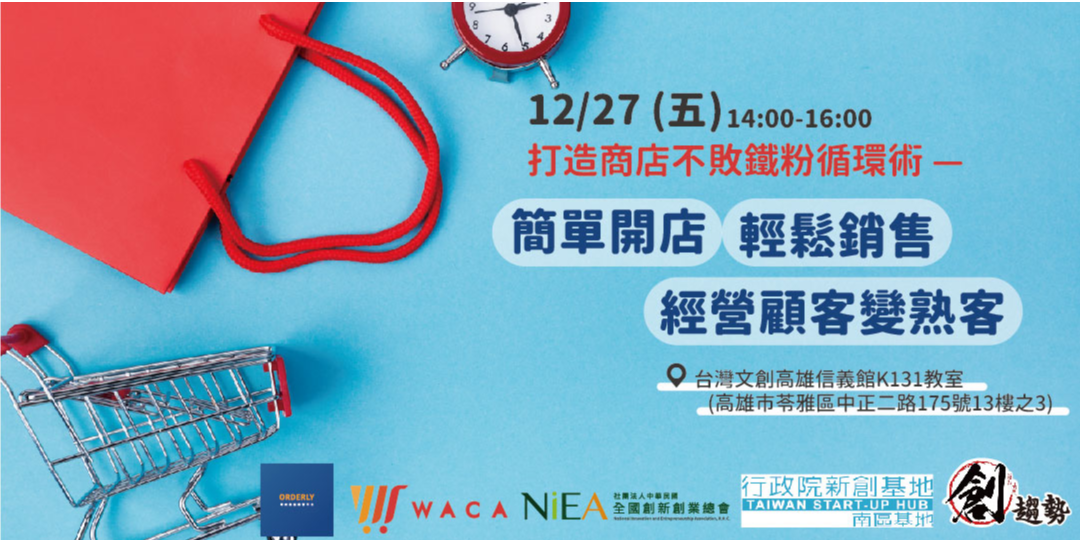 12/27 (五) 14:00-16:00
打造商店不敗鐵粉循環術 —
簡單開店 輕鬆銷售
經營顧客變熟客
台灣文創高雄信義館K131教室
(高雄市苓雅區中正二路175號13樓之3)
ORDERLY
WACA
NiEA
社團法人中華民國
全國創新創業總會
National Innovation and Entrepreneurship Association, R.O.C.
行政院新創基地
TAIWAN START-UP HUB
南區基地
創趨勢